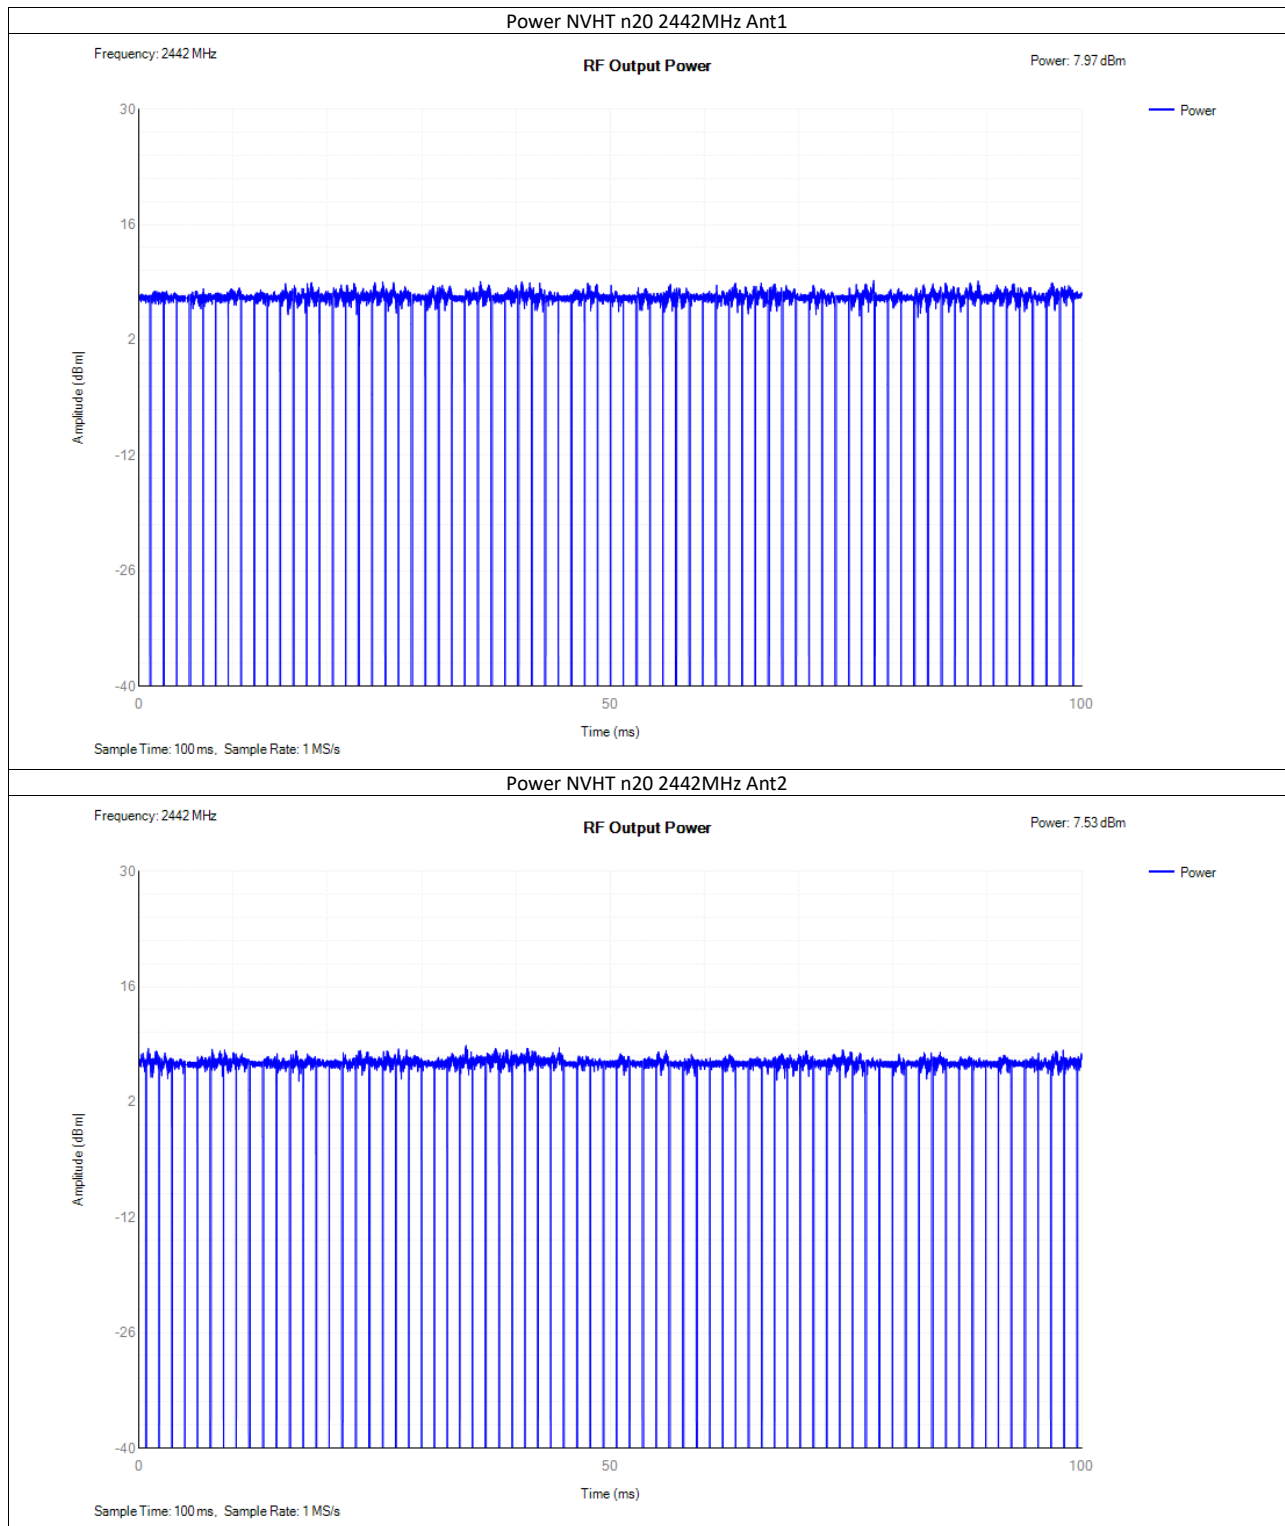 Power NVHT n20 2442MHz Ant1
Frequency: 2442 MHz
RF Output Power
Power: 7.97 dBm
Power
30
16
2
-12
-26
-40
Amplitude (dBm|
0
50
100
Time (ms)
Sample Time: 100 ms, Sample Rate: 1 MS/s
Power NVHT n20 2442MHz Ant2
Frequency: 2442 MHz
RF Output Power
Power: 7.53 dBm
Power
30
16
2
-12
-26
-40
Amplitude (dBm|
0
50
100
Time (ms)
Sample Time: 100 ms, Sample Rate: 1 MS/s